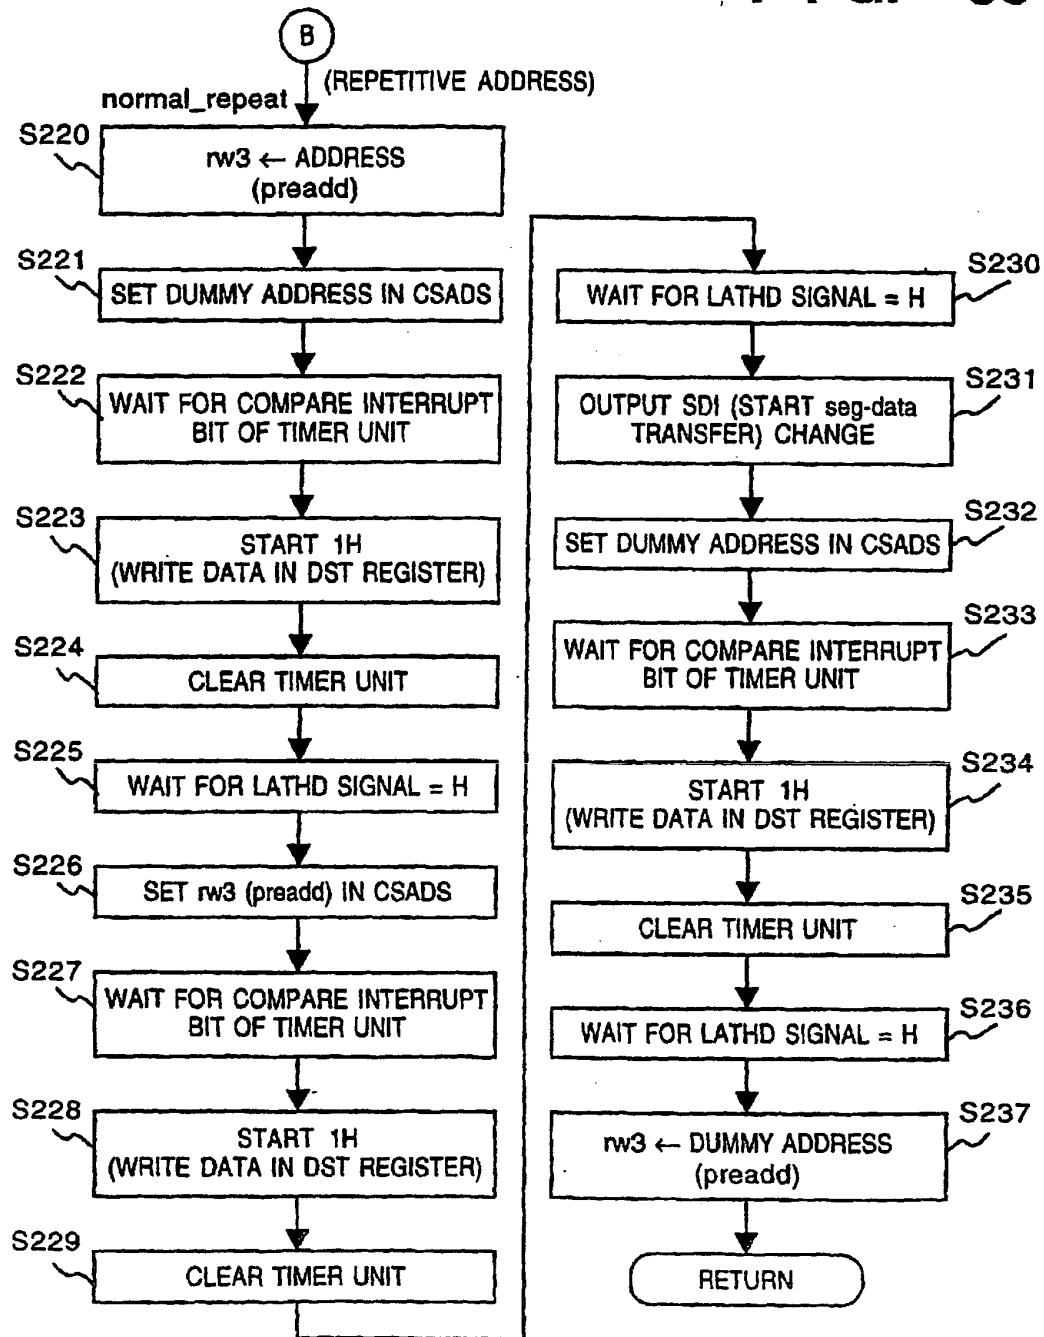 B
(REPETITIVE ADDRESS)
normal_repeat
S220
rw3 ← ADDRESS
(preadd)
S221
SET DUMMY ADDRESS IN CSADS
S222
WAIT FOR COMPARE INTERRUPT
BIT OF TIMER UNIT
S223
START 1H
(WRITE DATA IN DST REGISTER)
S224
CLEAR TIMER UNIT
S225
WAIT FOR LATHD SIGNAL = H
S226
SET rw3 (preadd) IN CSADS
S227
WAIT FOR COMPARE INTERRUPT
BIT OF TIMER UNIT
S228
START 1H
(WRITE DATA IN DST REGISTER)
S229
CLEAR TIMER UNIT
S230
WAIT FOR LATHD SIGNAL = H
S231
OUTPUT SDI (START seg-data
TRANSFER) CHANGE
S232
SET DUMMY ADDRESS IN CSADS
S233
WAIT FOR COMPARE INTERRUPT
BIT OF TIMER UNIT
S234
START 1H
(WRITE DATA IN DST REGISTER)
S235
CLEAR TIMER UNIT
S236
WAIT FOR LATHD SIGNAL = H
S237
rw3 ← DUMMY ADDRESS
(preadd)
RETURN